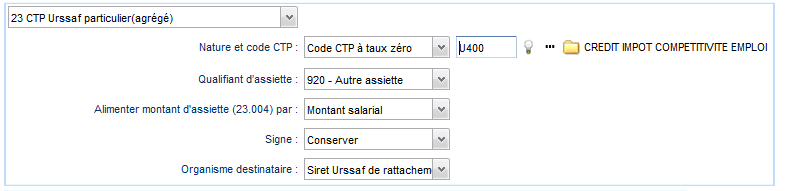 23 CTP Urssaf particulier(agrégé)
Nature et code CTP : Code CTP à taux zéro U400 ... CREDIT IMPOT COMPETITIVITE EMPLOI
Qualifiant d'assiette : 920 - Autre assiette
Alimenter montant d'assiette (23.004) par : Montant salarial
Signe : Conserver
Organisme destinataire : Siret Urssaf de rattachem